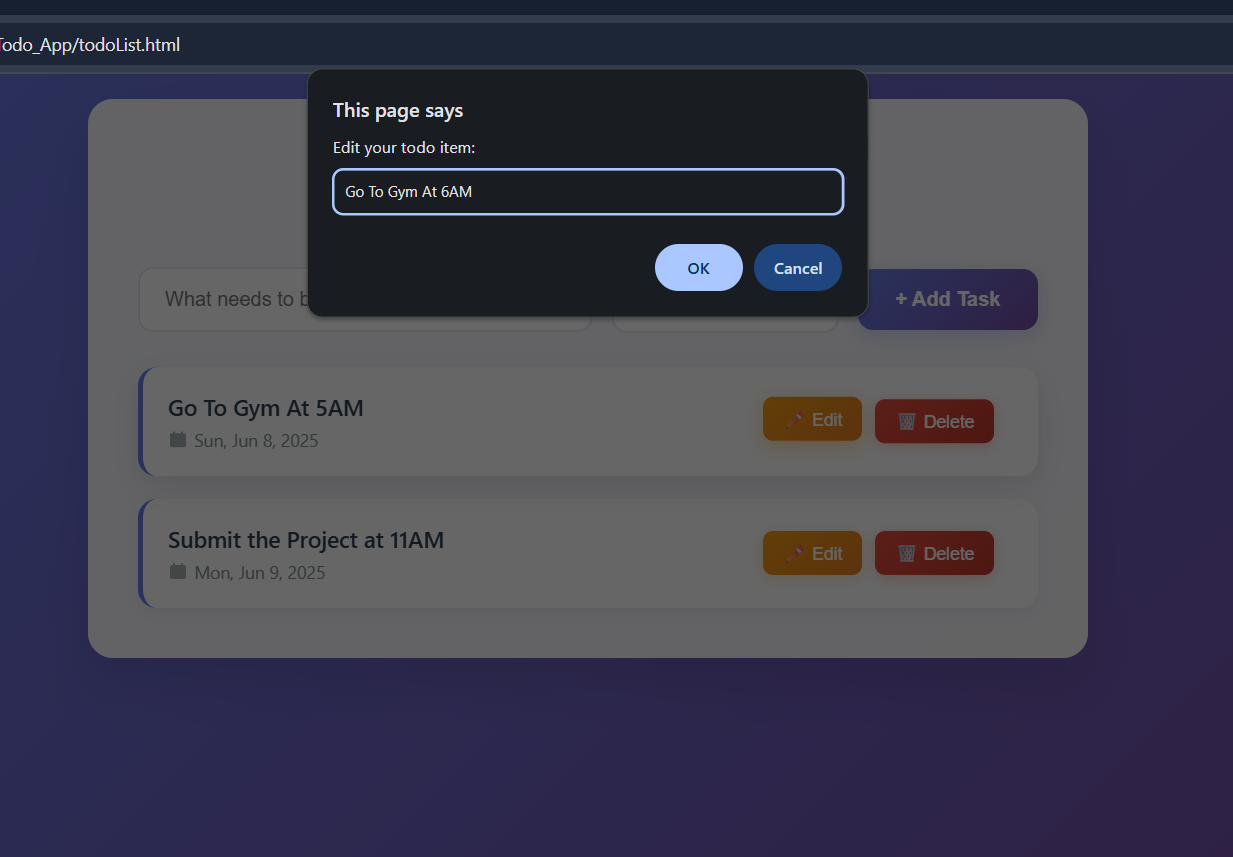 Todo_App/todoList.html
This page says
Edit your todo item:
Go To Gym At 6AM
OK
Cancel
What needs to b
+ Add Task
Go To Gym At 5AM
Sun, Jun 8, 2025
Edit
Delete
Submit the Project at 11AM
Mon, Jun 9, 2025
Edit
Delete